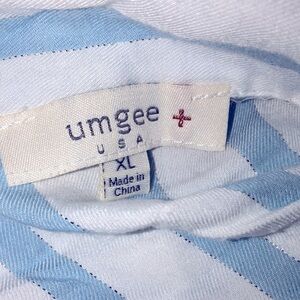 umgee +
USA
XL
Made in
China